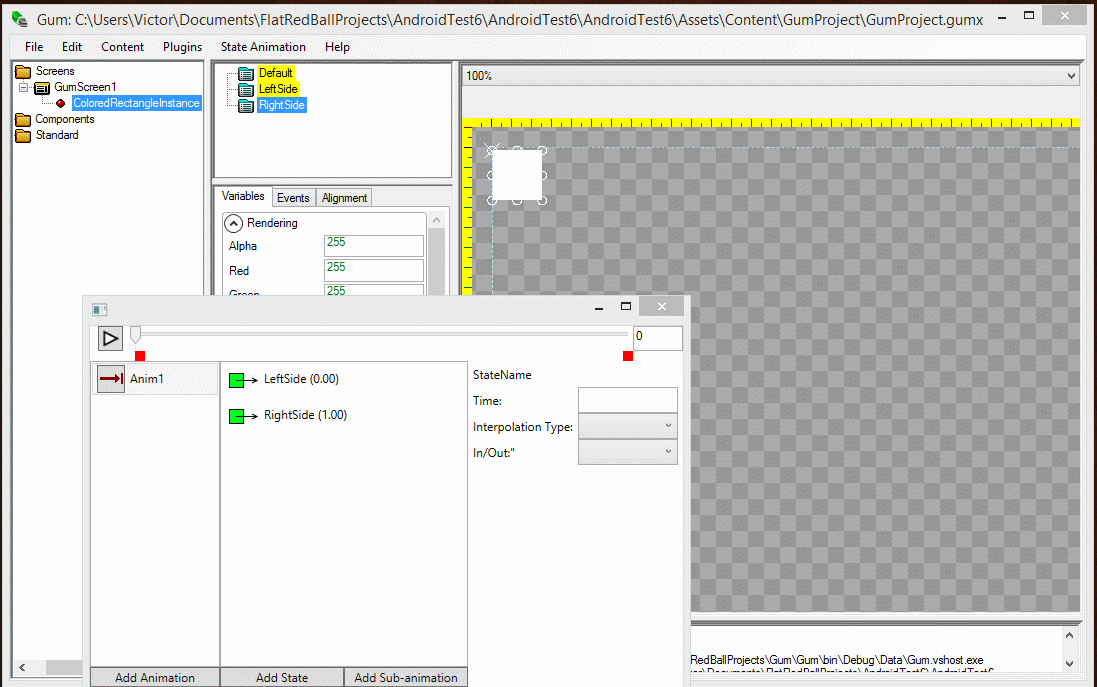 Gum: C:\Users\Victor\Documents\FlatRedBallProjects\AndroidTest6\AndroidTest6\AndroidTest6\Assets\Content\GumProject\GumProject.gumx
File Edit Content Plugins State Animation Help
Screens
GumScreen1
ColoredRectangleInstance
Components
Standard
Default
LeftSide
RightSide
100%
Variables Events Alignment
Rendering
Alpha 255
Red 255
Green 255
0
Anim1
LeftSide (0.00)
RightSide (1.00)
StateName
Time:
Interpolation Type:
In/Out:"
Add Animation Add State Add Sub-animation
RedBallProjects\Gum\Gum\bin\Debug\Data\Gum.vshost.exe